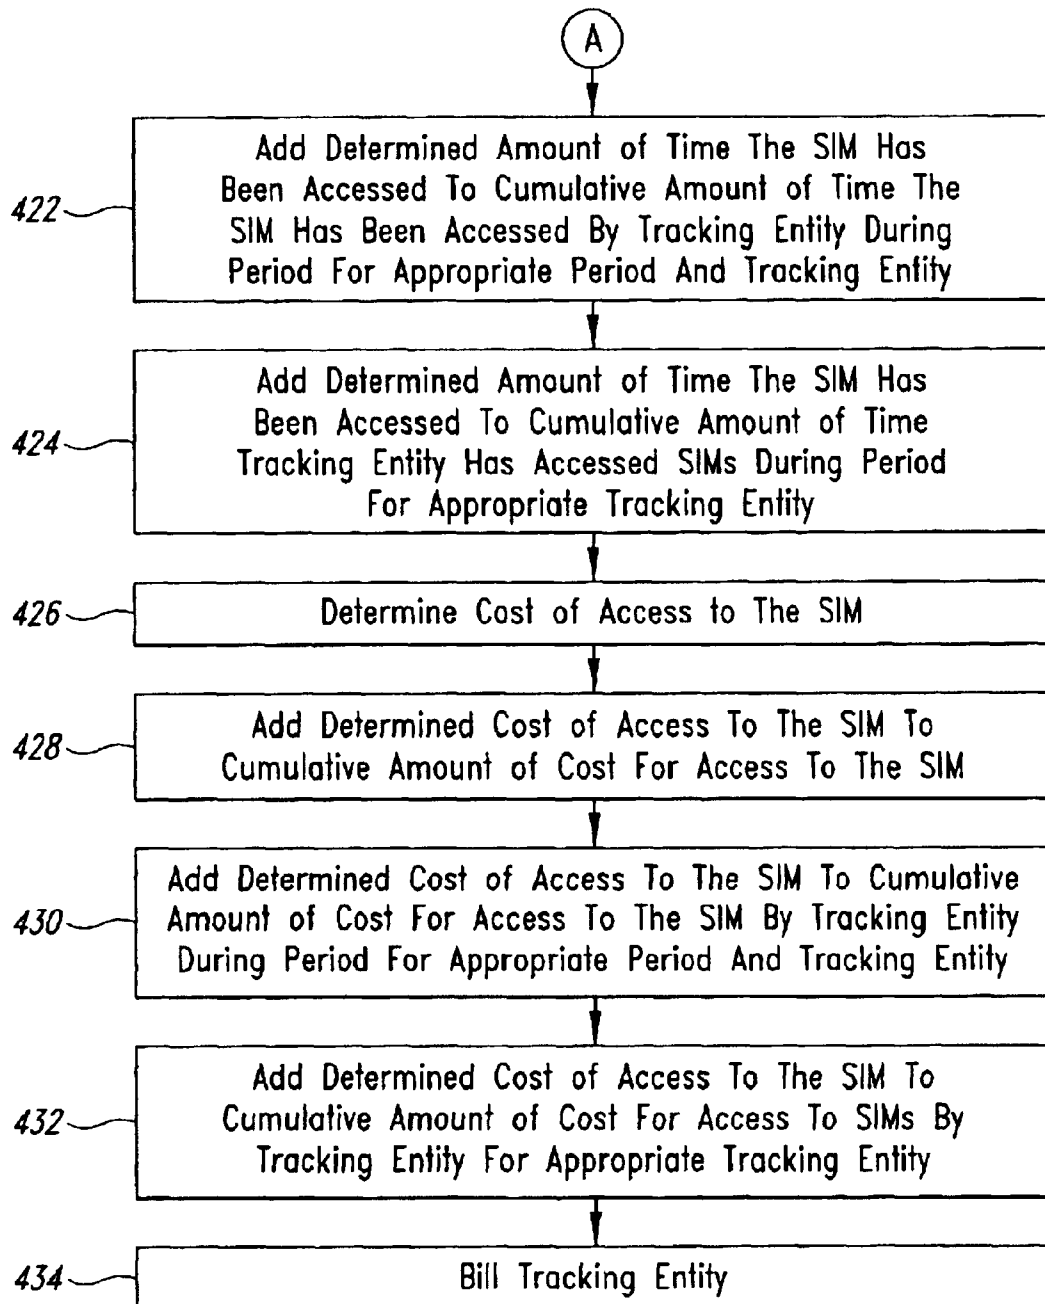 A
422
Add Determined Amount of Time The SIM Has
Been Accessed To Cumulative Amount of Time The
SIM Has Been Accessed By Tracking Entity During
Period For Appropriate Period And Tracking Entity
424
Add Determined Amount of Time The SIM Has
Been Accessed To Cumulative Amount of Time
Tracking Entity Has Accessed SIMs During Period
For Appropriate Tracking Entity
426
Determine Cost of Access to The SIM
428
Add Determined Cost of Access To The SIM To
Cumulative Amount of Cost For Access To The SIM
430
Add Determined Cost of Access To The SIM To Cumulative
Amount of Cost For Access To The SIM By Tracking Entity
During Period For Appropriate Period And Tracking Entity
432
Add Determined Cost of Access To The SIM To
Cumulative Amount of Cost For Access To SIMs By
Tracking Entity For Appropriate Tracking Entity
434
Bill Tracking Entity